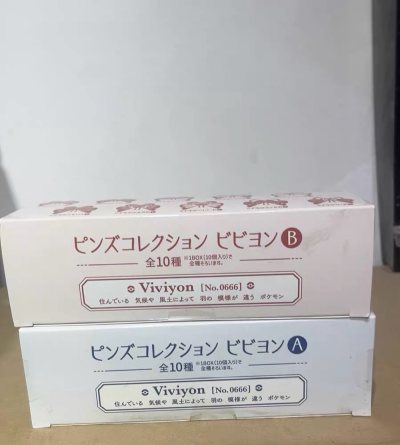 ピンズコレクション ビビヨン B
全10種 ※1BOX(10個入り)で
全種そろいます。
Viviyon [No.0666]
住んでいる 気候や 風土によって 羽の 模様が 違う ポケモン
ピンズコレクション ビビヨン A
全10種 ※1BOX(10個入り)で
全種そろいます。
Viviyon [No.0666]
住んでいる 気候や 風土によって 羽の 模様が 違う ポケモン